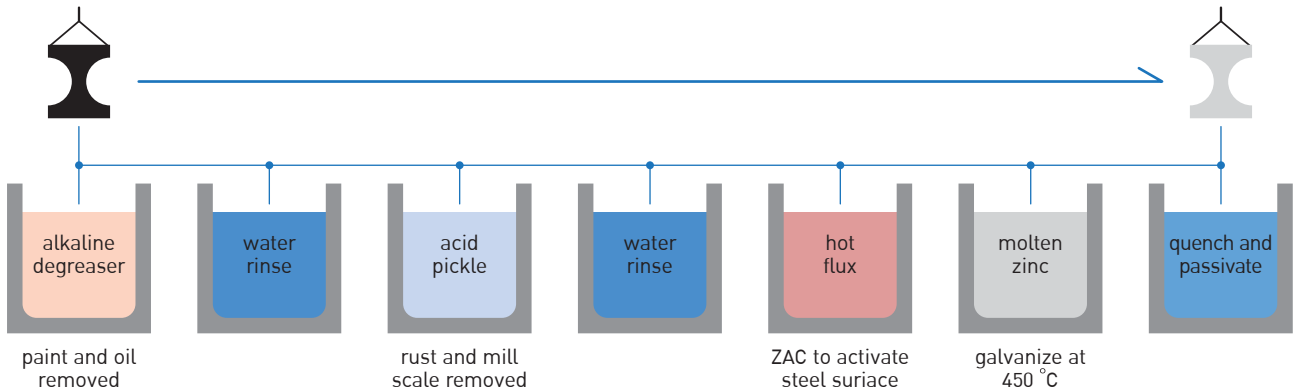 alkaline
degreaser
water
rinse
acid
pickle
water
rinse
hot
flux
molten
zinc
quench and
passivate
paint and oil
removed
rust and mill
scale removed
ZAC to activate
steel suriace
galvanize at
450 °C